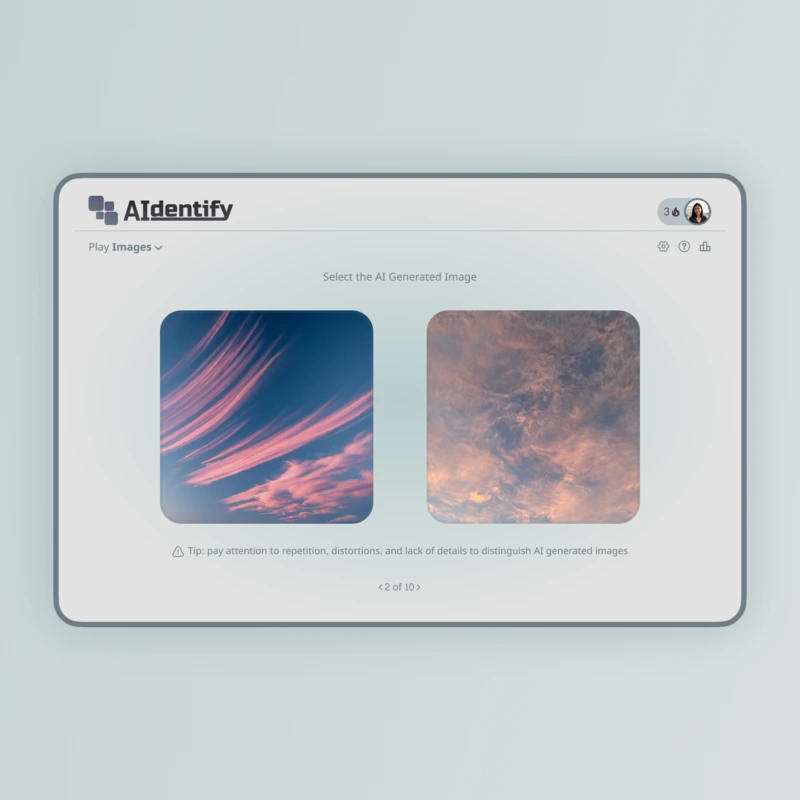 AIdentify
3
Play Images
Select the AI Generated Image
Tip: pay attention to repetition, distortions, and lack of details to distinguish AI generated images
2 of 10